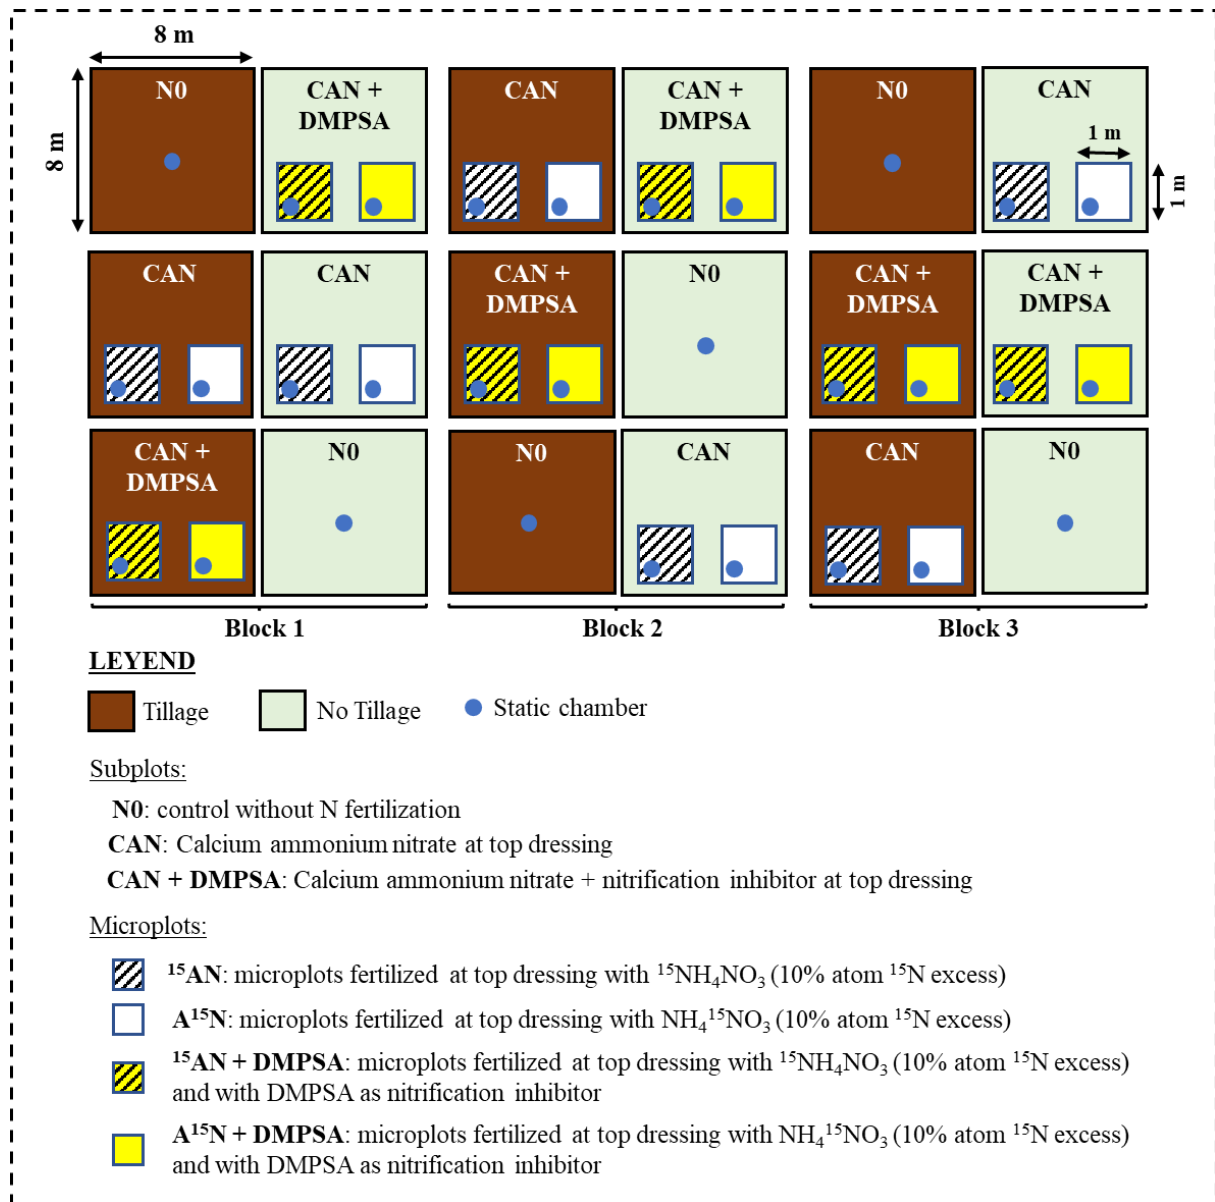 8 m
8 m
N0
CAN +
DMPSA
CAN
CAN +
DMPSA
N0
CAN
1 m
1 m
CAN
CAN
CAN +
DMPSA
N0
CAN +
DMPSA
CAN +
DMPSA
CAN +
DMPSA
N0
N0
CAN
CAN
N0
Block 1
Block 2
Block 3
LEYEND
Tillage
No Tillage
Static chamber
Subplots:
N0: control without N fertilization
CAN: Calcium ammonium nitrate at top dressing
CAN + DMPSA: Calcium ammonium nitrate + nitrification inhibitor at top dressing
Microplots:
¹⁵AN: microplots fertilized at top dressing with ¹⁵NH₄NO₃ (10% atom ¹⁵N excess)
A¹⁵N: microplots fertilized at top dressing with NH₄¹⁵NO₃ (10% atom ¹⁵N excess)
¹⁵AN + DMPSA: microplots fertilized at top dressing with ¹⁵NH₄NO₃ (10% atom ¹⁵N excess)
and with DMPSA as nitrification inhibitor
A¹⁵N + DMPSA: microplots fertilized at top dressing with NH₄¹⁵NO₃ (10% atom ¹⁵N excess)
and with DMPSA as nitrification inhibitor